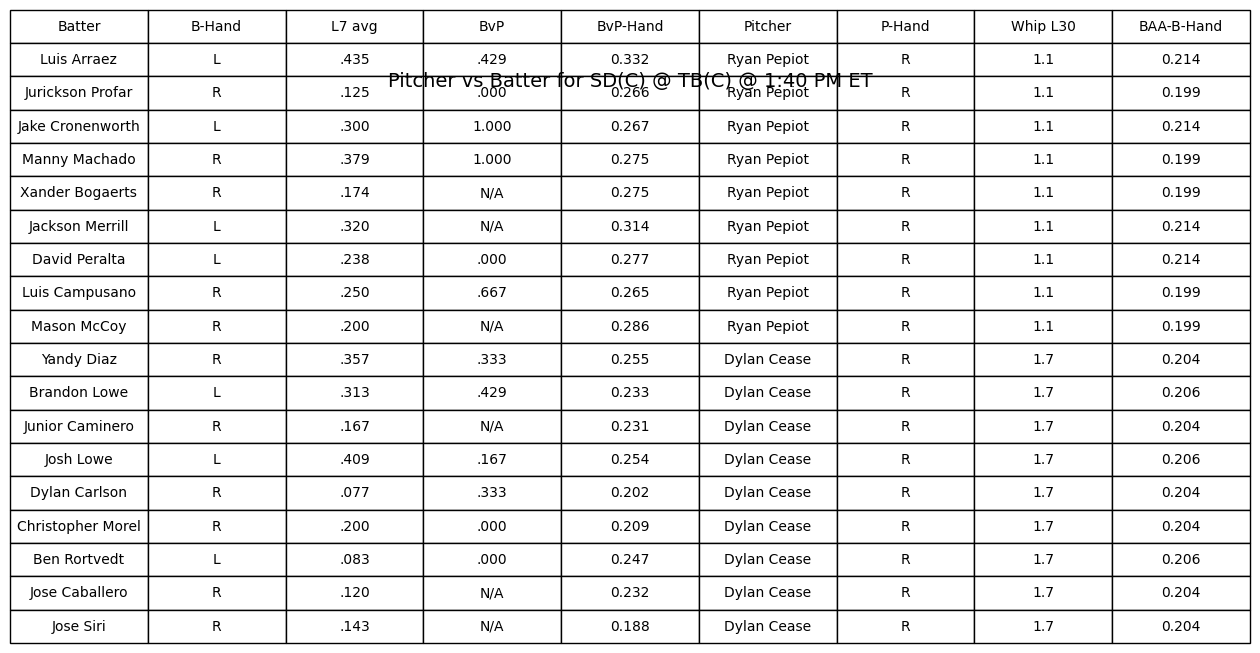 Batter B-Hand L7 avg BvP BvP-Hand Pitcher P-Hand Whip L30 BAA-B-Hand
Luis Arraez L .435 .429 0.332 Ryan Pepiot R 1.1 0.214
Pitcher vs Batter for SD(C) @ TB(C) @ 1:40 PM ET
Jurickson Profar R .125 .000 0.266 Ryan Pepiot R 1.1 0.199
Jake Cronenworth L .300 1.000 0.267 Ryan Pepiot R 1.1 0.214
Manny Machado R .379 1.000 0.275 Ryan Pepiot R 1.1 0.199
Xander Bogaerts R .174 N/A 0.275 Ryan Pepiot R 1.1 0.199
Jackson Merrill L .320 N/A 0.314 Ryan Pepiot R 1.1 0.214
David Peralta L .238 .000 0.277 Ryan Pepiot R 1.1 0.214
Luis Campusano R .250 .667 0.265 Ryan Pepiot R 1.1 0.199
Mason McCoy R .200 N/A 0.286 Ryan Pepiot R 1.1 0.199
Yandy Diaz R .357 .333 0.255 Dylan Cease R 1.7 0.204
Brandon Lowe L .313 .429 0.233 Dylan Cease R 1.7 0.206
Junior Caminero R .167 N/A 0.231 Dylan Cease R 1.7 0.204
Josh Lowe L .409 .167 0.254 Dylan Cease R 1.7 0.206
Dylan Carlson R .077 .333 0.202 Dylan Cease R 1.7 0.204
Christopher Morel R .200 .000 0.209 Dylan Cease R 1.7 0.204
Ben Rortvedt L .083 .000 0.247 Dylan Cease R 1.7 0.206
Jose Caballero R .120 N/A 0.232 Dylan Cease R 1.7 0.204
Jose Siri R .143 N/A 0.188 Dylan Cease R 1.7 0.204